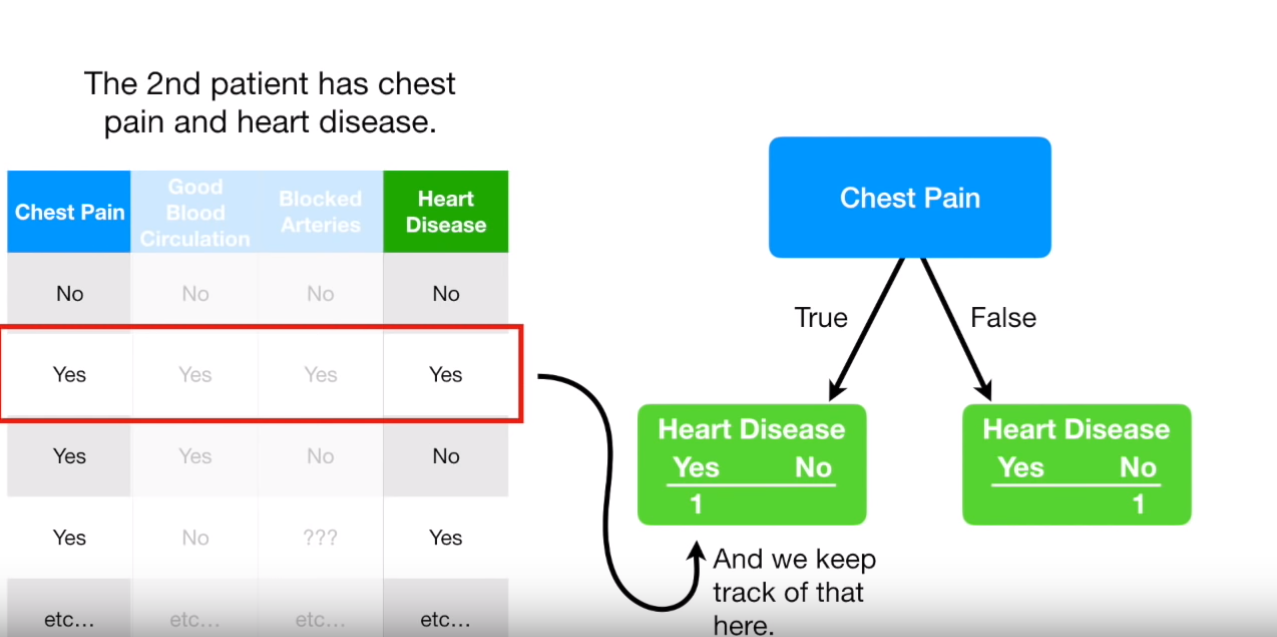 The 2nd patient has chest
pain and heart disease.
Chest Pain
Good
Blood
Circulation
Blocked
Arteries
Heart
Disease
No No No No
Yes Yes Yes Yes
Yes Yes No No
Yes No ??? Yes
etc... etc... etc... etc...
Chest Pain
True False
Heart Disease
Yes No
1
Heart Disease
Yes No
1
And we keep
track of that
here.